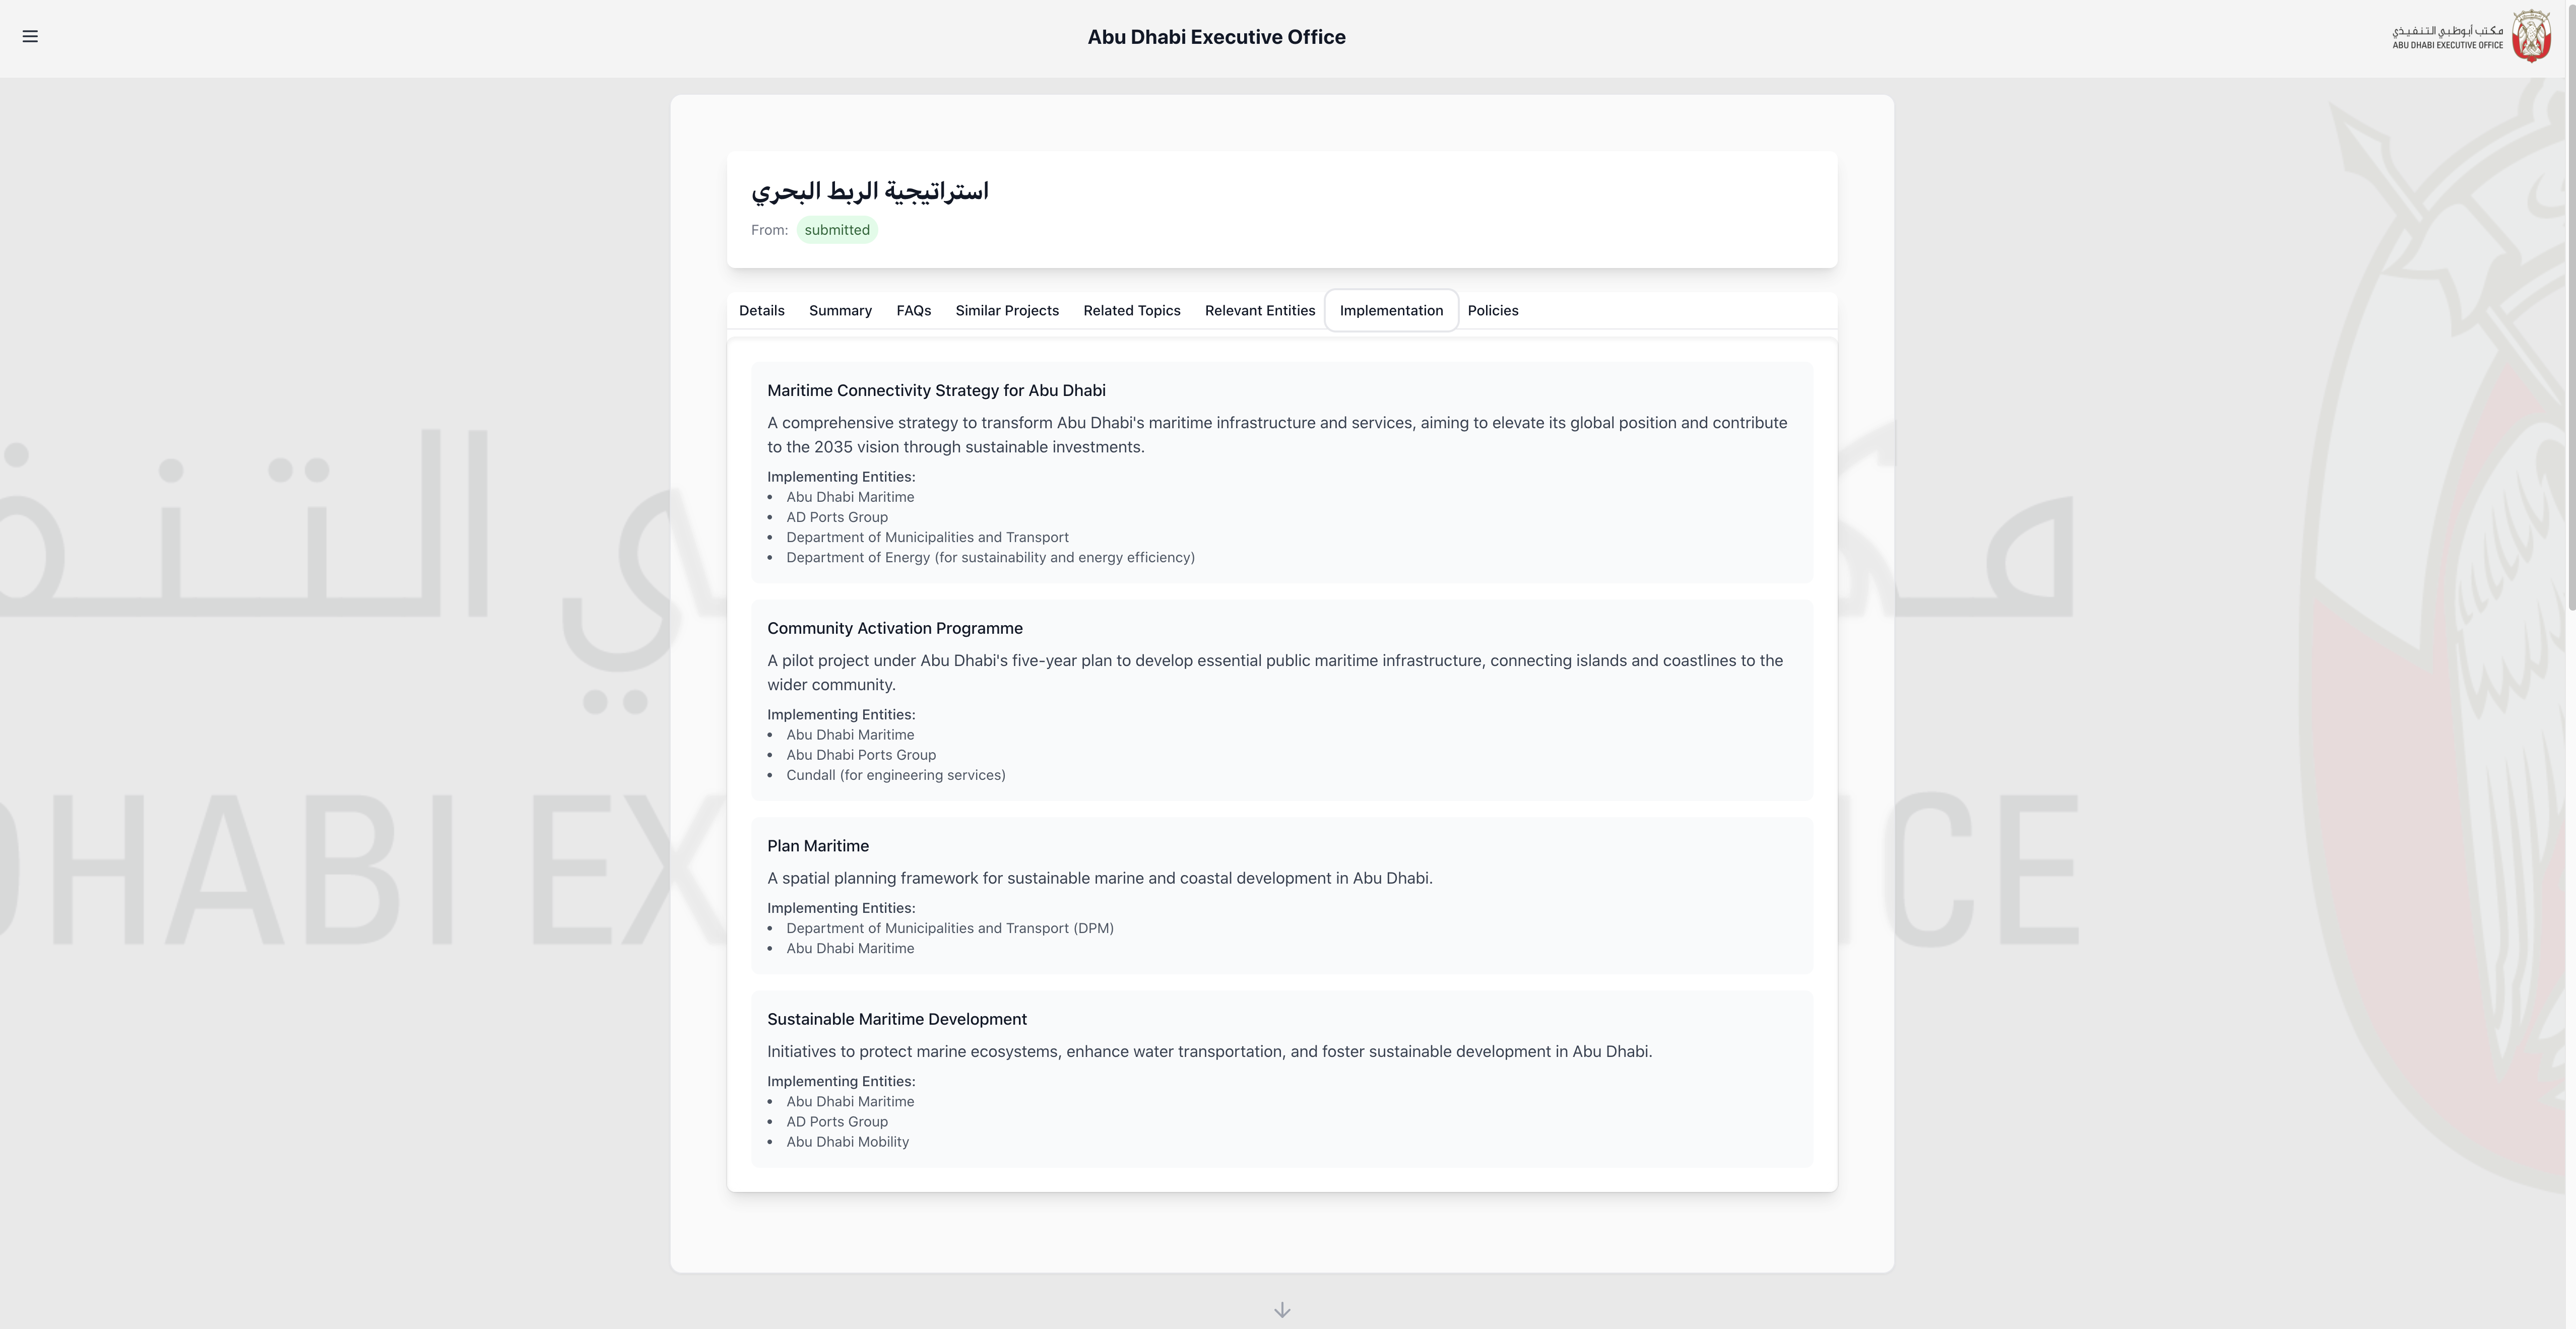 Abu Dhabi Executive Office
مكتب أبوظبي التنفيذي
ABU DHABI EXECUTIVE OFFICE
استراتيجية الربط البحري
From: submitted
Details Summary FAQs Similar Projects Related Topics Relevant Entities Implementation Policies
Maritime Connectivity Strategy for Abu Dhabi
A comprehensive strategy to transform Abu Dhabi's maritime infrastructure and services, aiming to elevate its global position and contribute
to the 2035 vision through sustainable investments.
Implementing Entities:
• Abu Dhabi Maritime
• AD Ports Group
• Department of Municipalities and Transport
• Department of Energy (for sustainability and energy efficiency)
Community Activation Programme
A pilot project under Abu Dhabi's five-year plan to develop essential public maritime infrastructure, connecting islands and coastlines to the
wider community.
Implementing Entities:
• Abu Dhabi Maritime
• Abu Dhabi Ports Group
• Cundall (for engineering services)
Plan Maritime
A spatial planning framework for sustainable marine and coastal development in Abu Dhabi.
Implementing Entities:
• Department of Municipalities and Transport (DPM)
• Abu Dhabi Maritime
Sustainable Maritime Development
Initiatives to protect marine ecosystems, enhance water transportation, and foster sustainable development in Abu Dhabi.
Implementing Entities:
• Abu Dhabi Maritime
• AD Ports Group
• Abu Dhabi Mobility